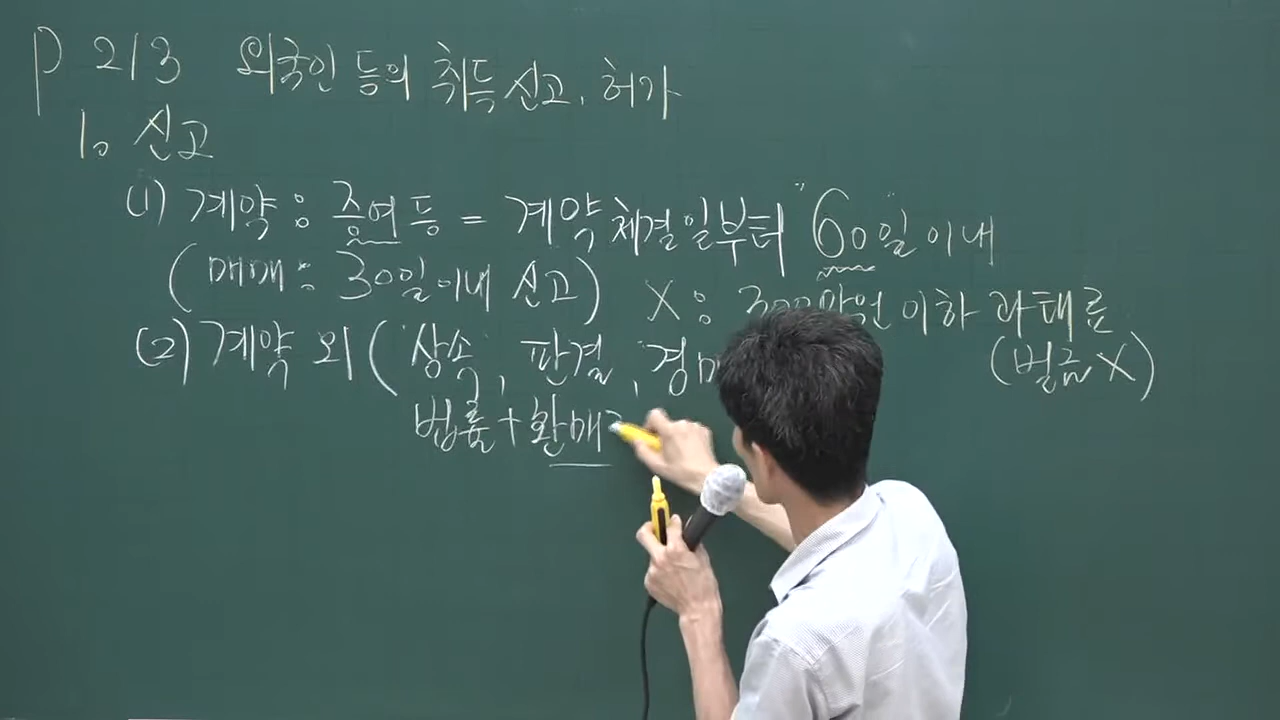 p 213 외국인 등의 취득신고, 허가
1. 신고
(1) 계약 : 증여 등 = 계약체결일부터 "60일 이내
(매매 : 30일이내 신고) X : 300만원 이하 과태료
(2) 계약 외 ( 상속, 판결, (벌금X)
법률+환매